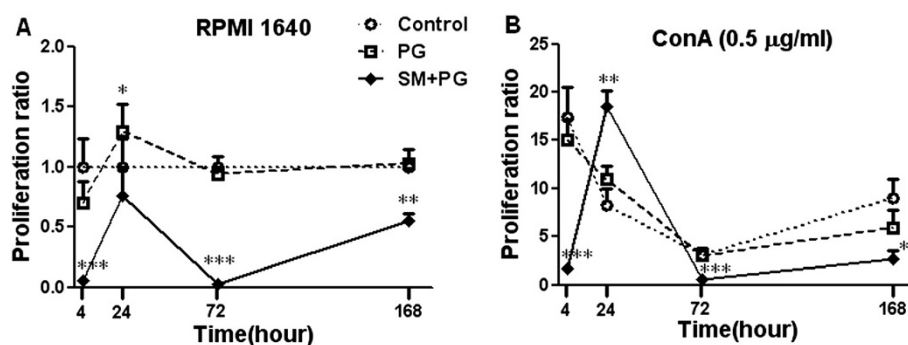 A
RPMI 1640
Control
PG
SM+PG
Proliferation ratio
2.0
1.5
1.0
0.5
0.0
*
***
***
**
4 24 72 168
Time(hour)
B
ConA (0.5 µg/ml)
Proliferation ratio
25
20
15
10
5
0
**
***
***
*
4 24 72 168
Time(hour)